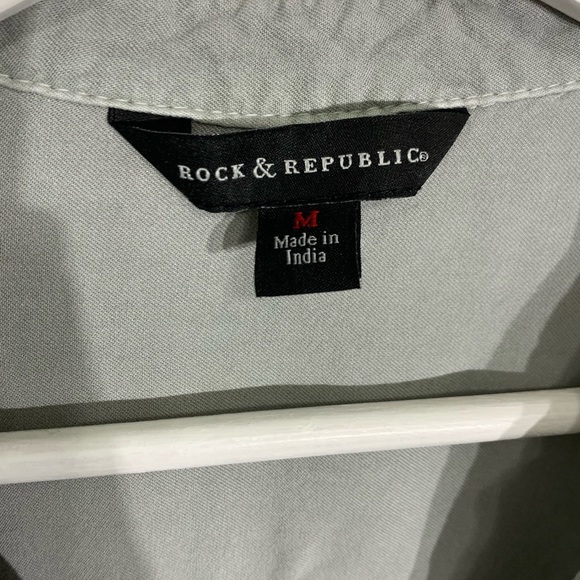 ROCK & REPUBLIC®
M
Made in
India